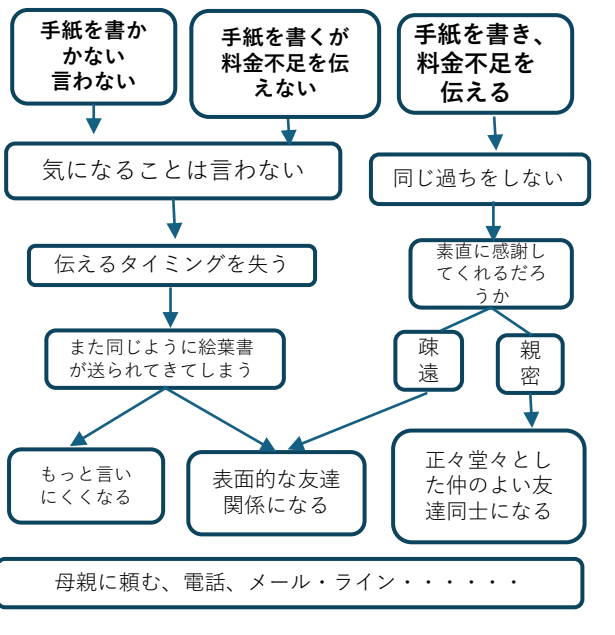 手紙を書か
かない
言わない
手紙を書くが
料金不足を伝
えない
手紙を書き、
料金不足を
伝える
気になることは言わない
同じ過ちをしない
伝えるタイミングを失う
素直に感謝し
てくれるだろ
うか
また同じように絵葉書
が送られてきてしまう
疎
遠
親
密
もっと言い
にくくなる
表面的な友達
関係になる
正々堂々とし
た仲のよい友
達同士になる
母親に頼む、電話、メール・ライン・・・・・・